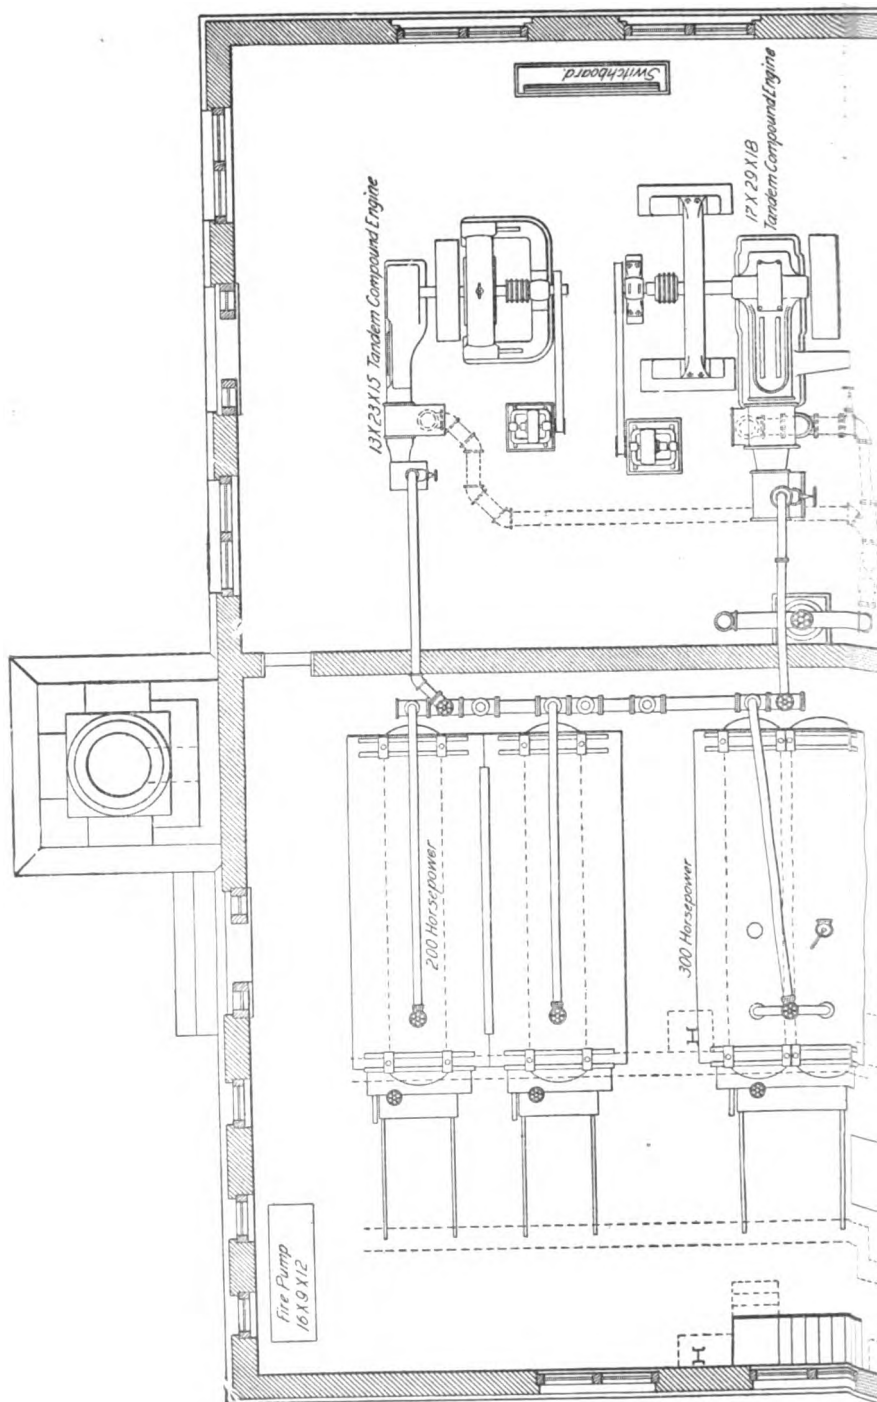 Switchboard.
17 X 29 X 18
Tandem Compound Engine
13 X 23 X 15 Tandem Compound Engine
200 Horsepower
300 Horsepower
Fire Pump
16 X 9 X 12